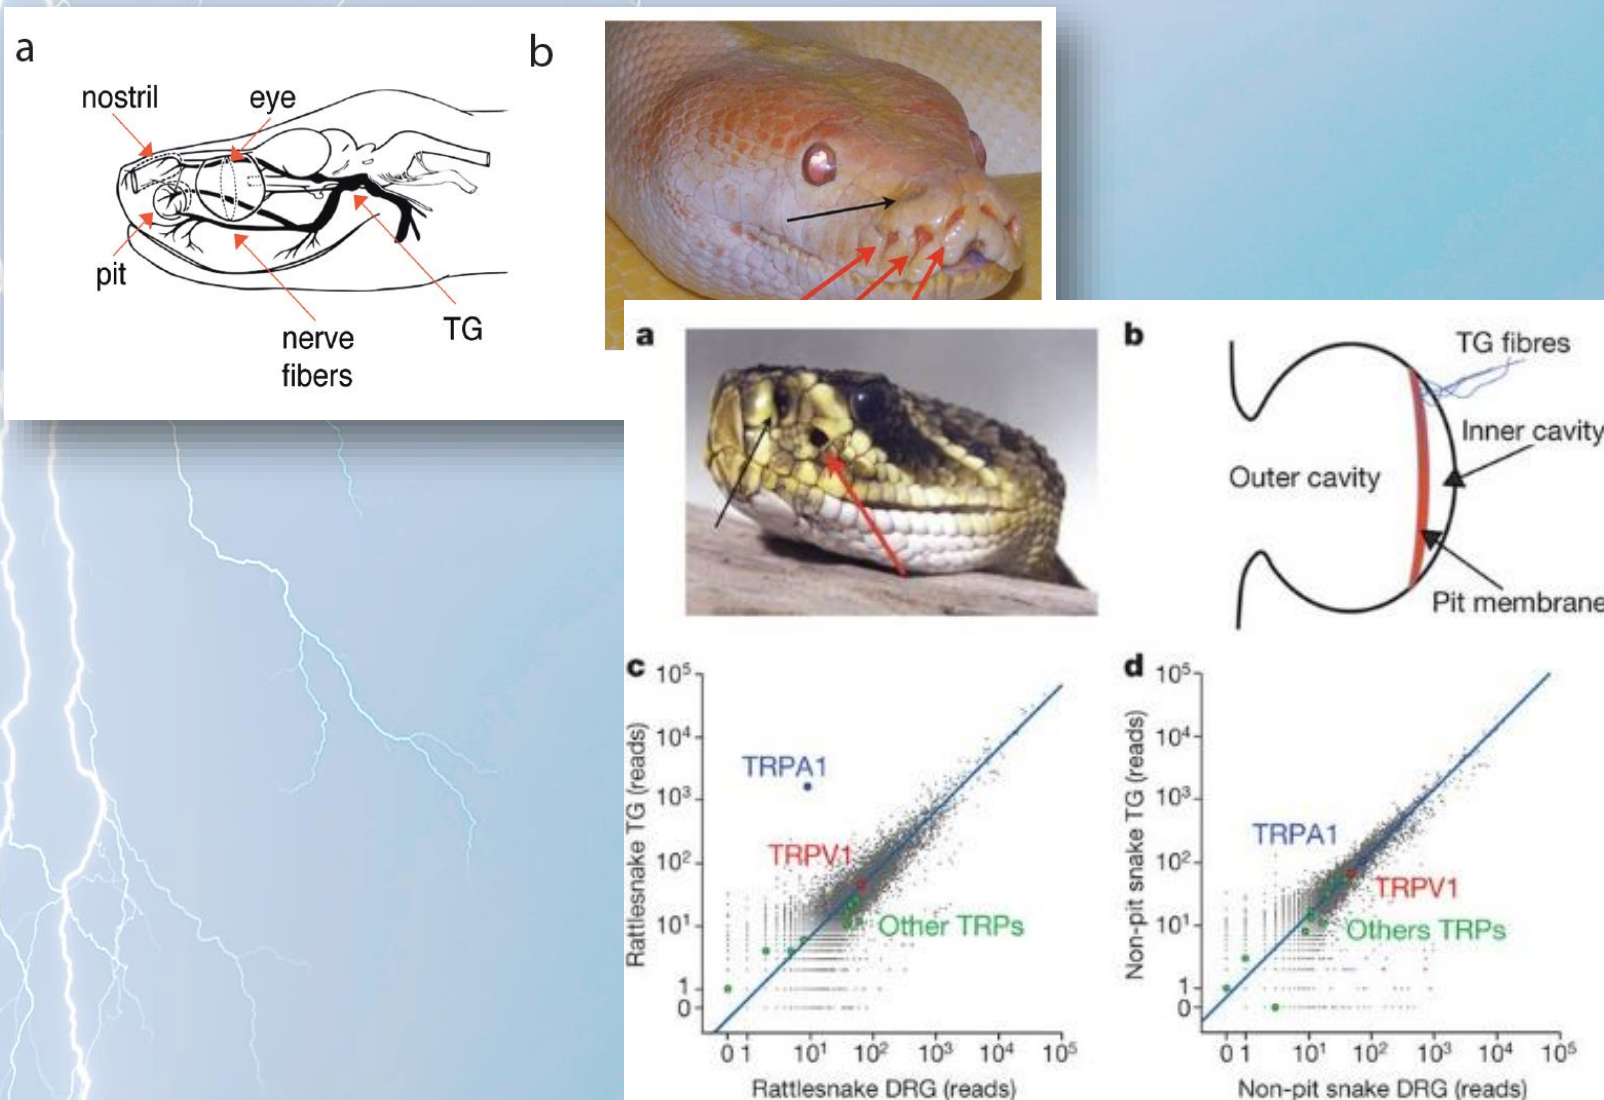 a
nostril
eye
pit
nerve
fibers
TG
b
a
b
TG fibres
Inner cavity
Outer cavity
Pit membrane
c
10⁵
10⁴
10³
10²
10¹
1
0
Rattlesnake TG (reads)
TRPA1
TRPV1
Other TRPs
0 1 10¹ 10² 10³ 10⁴ 10⁵
Rattlesnake DRG (reads)
d
10⁵
10⁴
10³
10²
10¹
1
0
Non-pit snake TG (reads)
TRPA1
TRPV1
Others TRPs
0 1 10¹ 10² 10³ 10⁴ 10⁵
Non-pit snake DRG (reads)